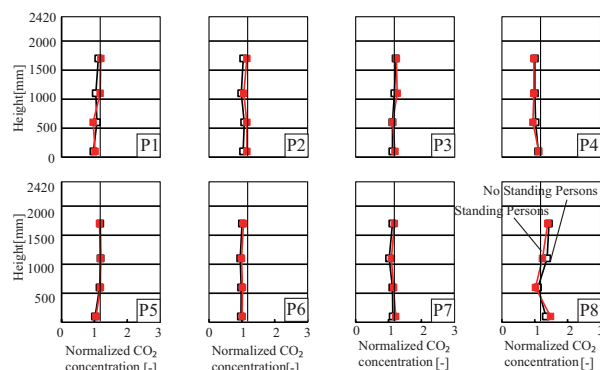 2420
2000
1500
1000
500
0
Height[mm]
P1
P2
P3
P4
2420
2000
1500
1000
500
Height[mm]
No Standing Persons
Standing Persons
P5
P6
P7
P8
0 1 2 3
0 1 2 3
0 1 2 3
0 1 2 3
Normalized CO₂
concentration [-]
Normalized CO₂
concentration[-]
Normalized CO₂
concentration [-]
Normalized CO₂
concentration [-]